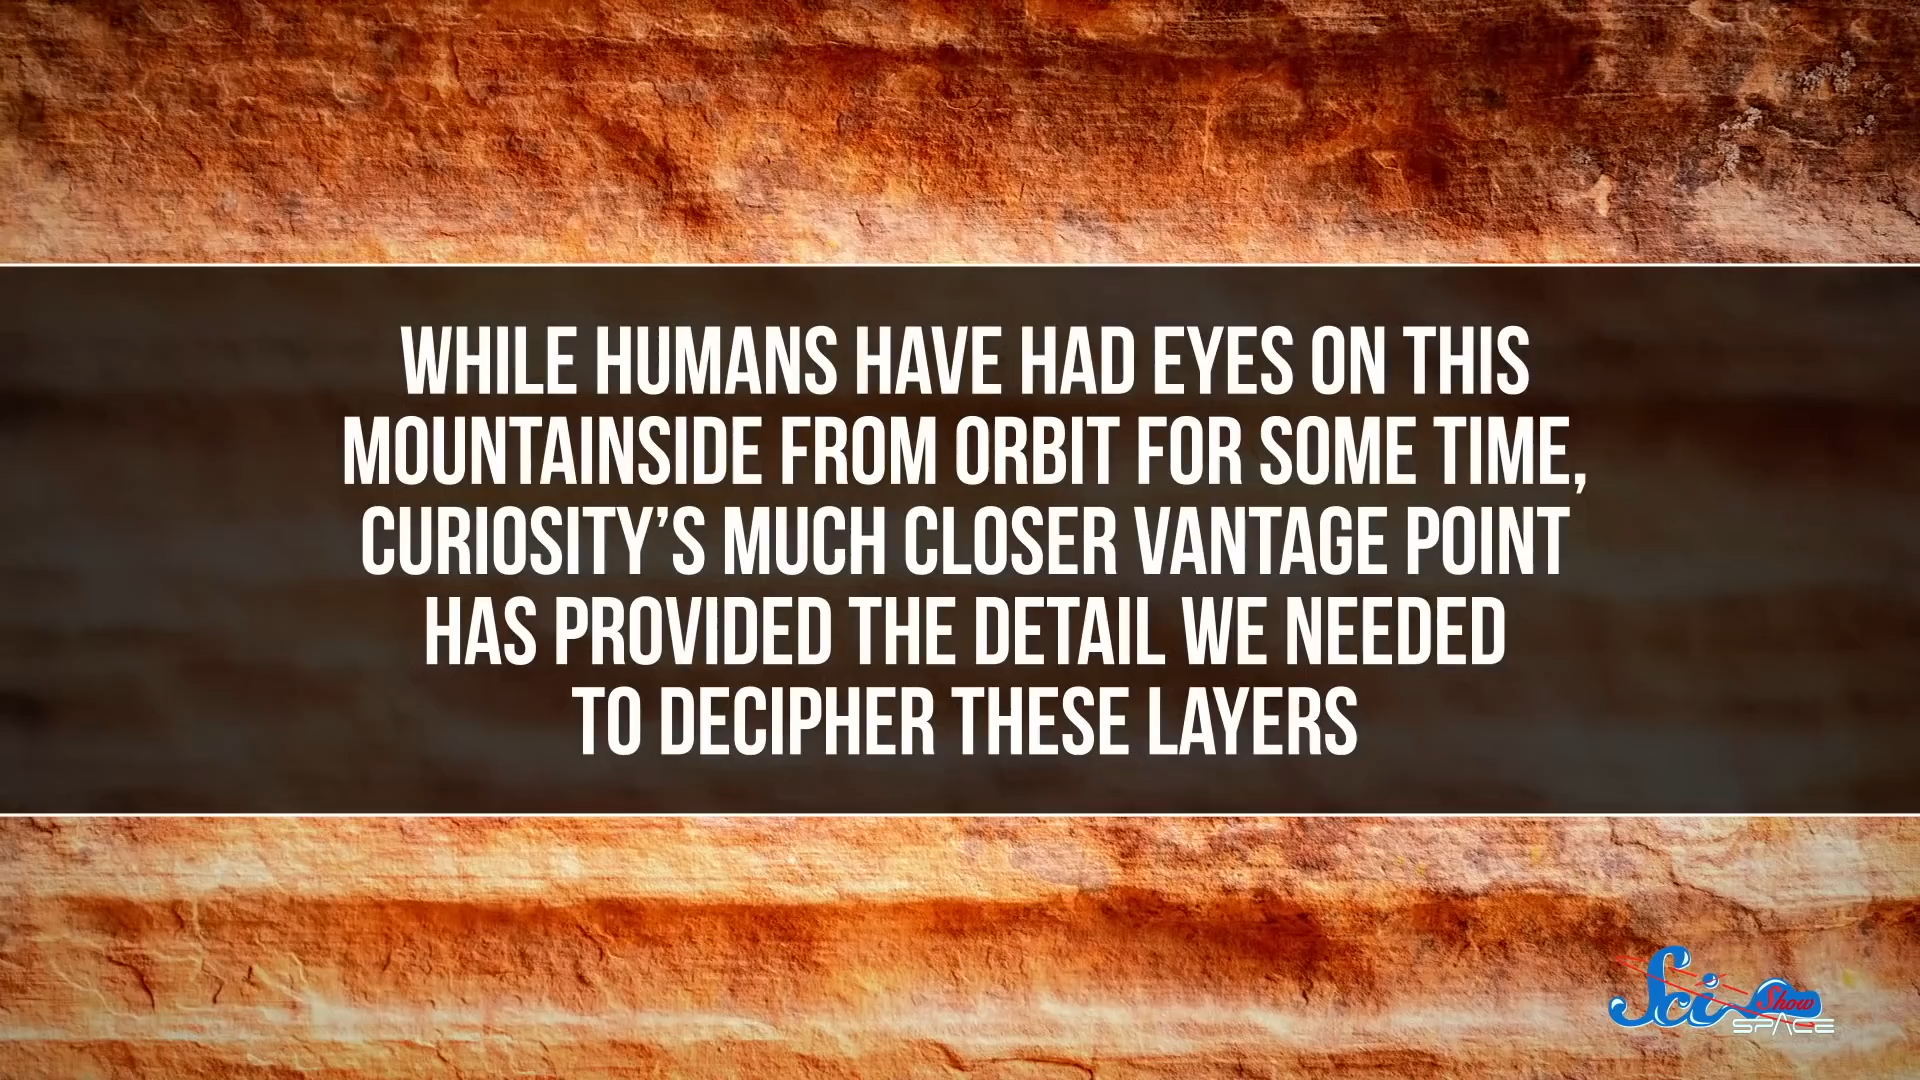 WHILE HUMANS HAVE HAD EYES ON THIS
MOUNTAINSIDE FROM ORBIT FOR SOME TIME,
CURIOSITY’S MUCH CLOSER VANTAGE POINT
HAS PROVIDED THE DETAIL WE NEEDED
TO DECIPHER THESE LAYERS
Sci Show
SPACE